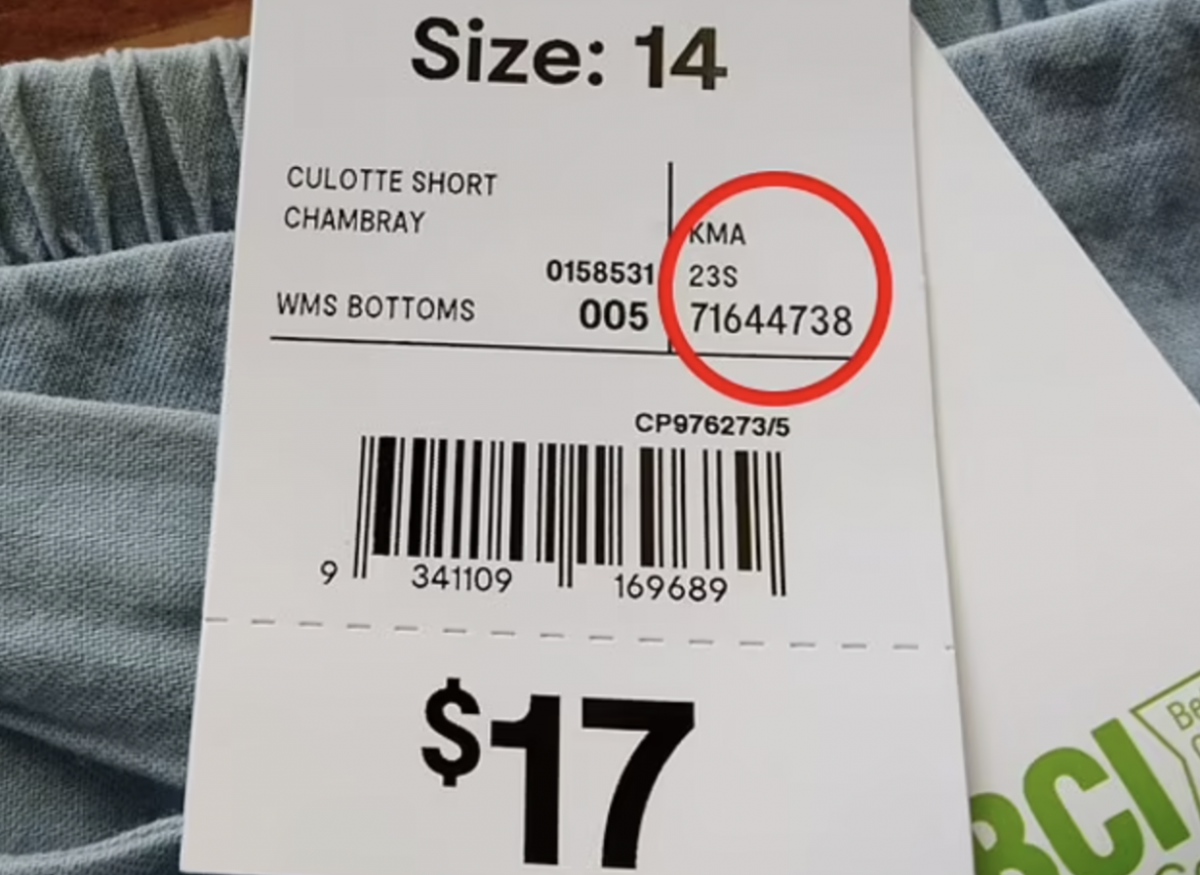 Size: 14
CULOTTE SHORT
CHAMBRAY
KMA
0158531
23S
WMS BOTTOMS
005
71644738
CP976273/5
9 341109 169689
$17
BCI
Be